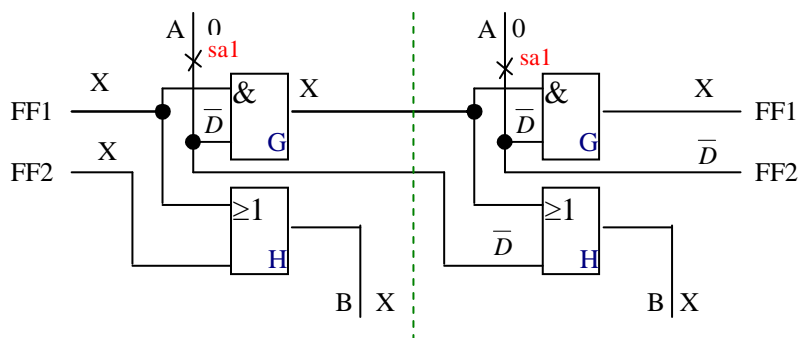 A 0 A 0
sa1 sa1
X & X & X
FF1 D̅ D̅ FF1
X G G D̅
FF2 FF2
≥1 ≥1
H D̅ H
B X B X